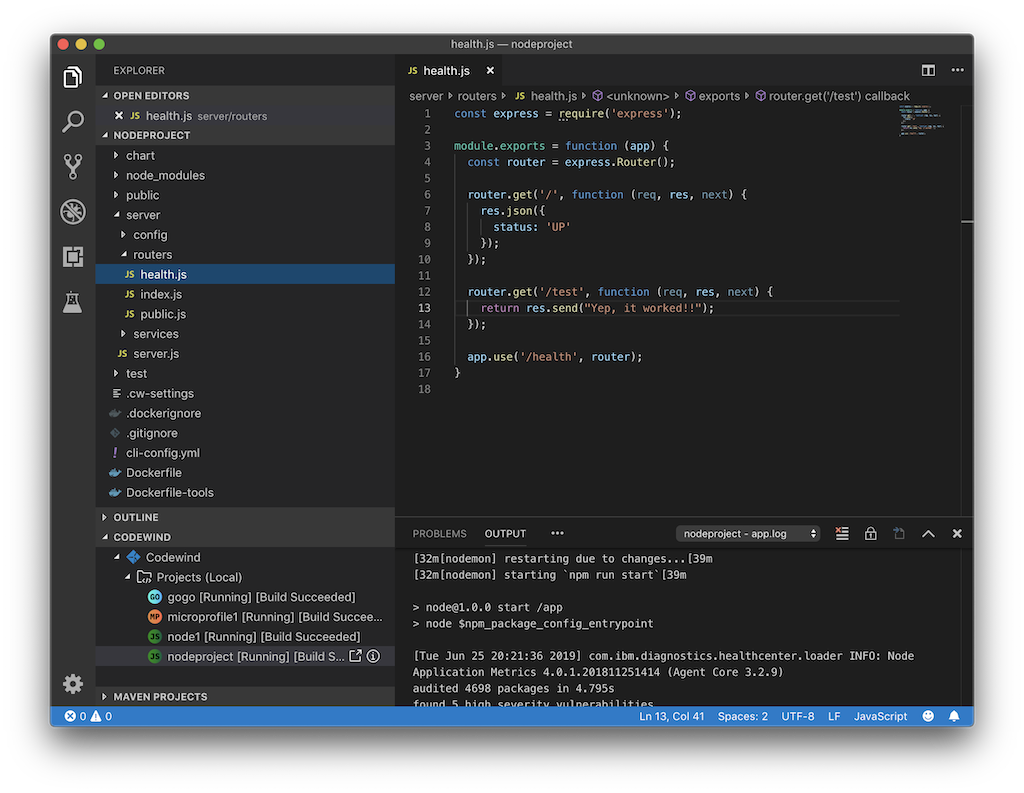 health.js — nodeproject
EXPLORER
OPEN EDITORS
JS health.js server/routers
NODEPROJECT
chart
node_modules
public
server
config
routers
JS health.js
JS index.js
JS public.js
services
JS server.js
test
.cw-settings
.dockerignore
.gitignore
! cli-config.yml
Dockerfile
Dockerfile-tools
OUTLINE
CODEWIND
Codewind
Projects (Local)
GO gogo [Running] [Build Succeeded]
MP microprofile1 [Running] [Build Succee...
JS node1 [Running] [Build Succeeded]
JS nodeproject [Running] [Build S...
MAVEN PROJECTS
JS health.js
server routers JS health.js <unknown> exports router.get('/test') callback
1 const express = require('express');
2
3 module.exports = function (app) {
4 const router = express.Router();
5
6 router.get('/', function (req, res, next) {
7 res.json({
8 status: 'UP'
9 });
10 });
11
12 router.get('/test', function (req, res, next) {
13 return res.send("Yep, it worked!!");
14 });
15
16 app.use('/health', router);
17 }
18
PROBLEMS OUTPUT ••• nodeproject - app.log
[32m[nodemon] restarting due to changes...[39m
[32m[nodemon] starting `npm run start`[39m
> node@1.0.0 start /app
> node $npm_package_config_entrypoint
[Tue Jun 25 20:21:36 2019] com.ibm.diagnostics.healthcenter.loader INFO: Node
Application Metrics 4.0.1.201811251414 (Agent Core 3.2.9)
audited 4698 packages in 4.795s
found 5 high severity vulnerabilities
0 0 Ln 13, Col 41 Spaces: 2 UTF-8 LF JavaScript